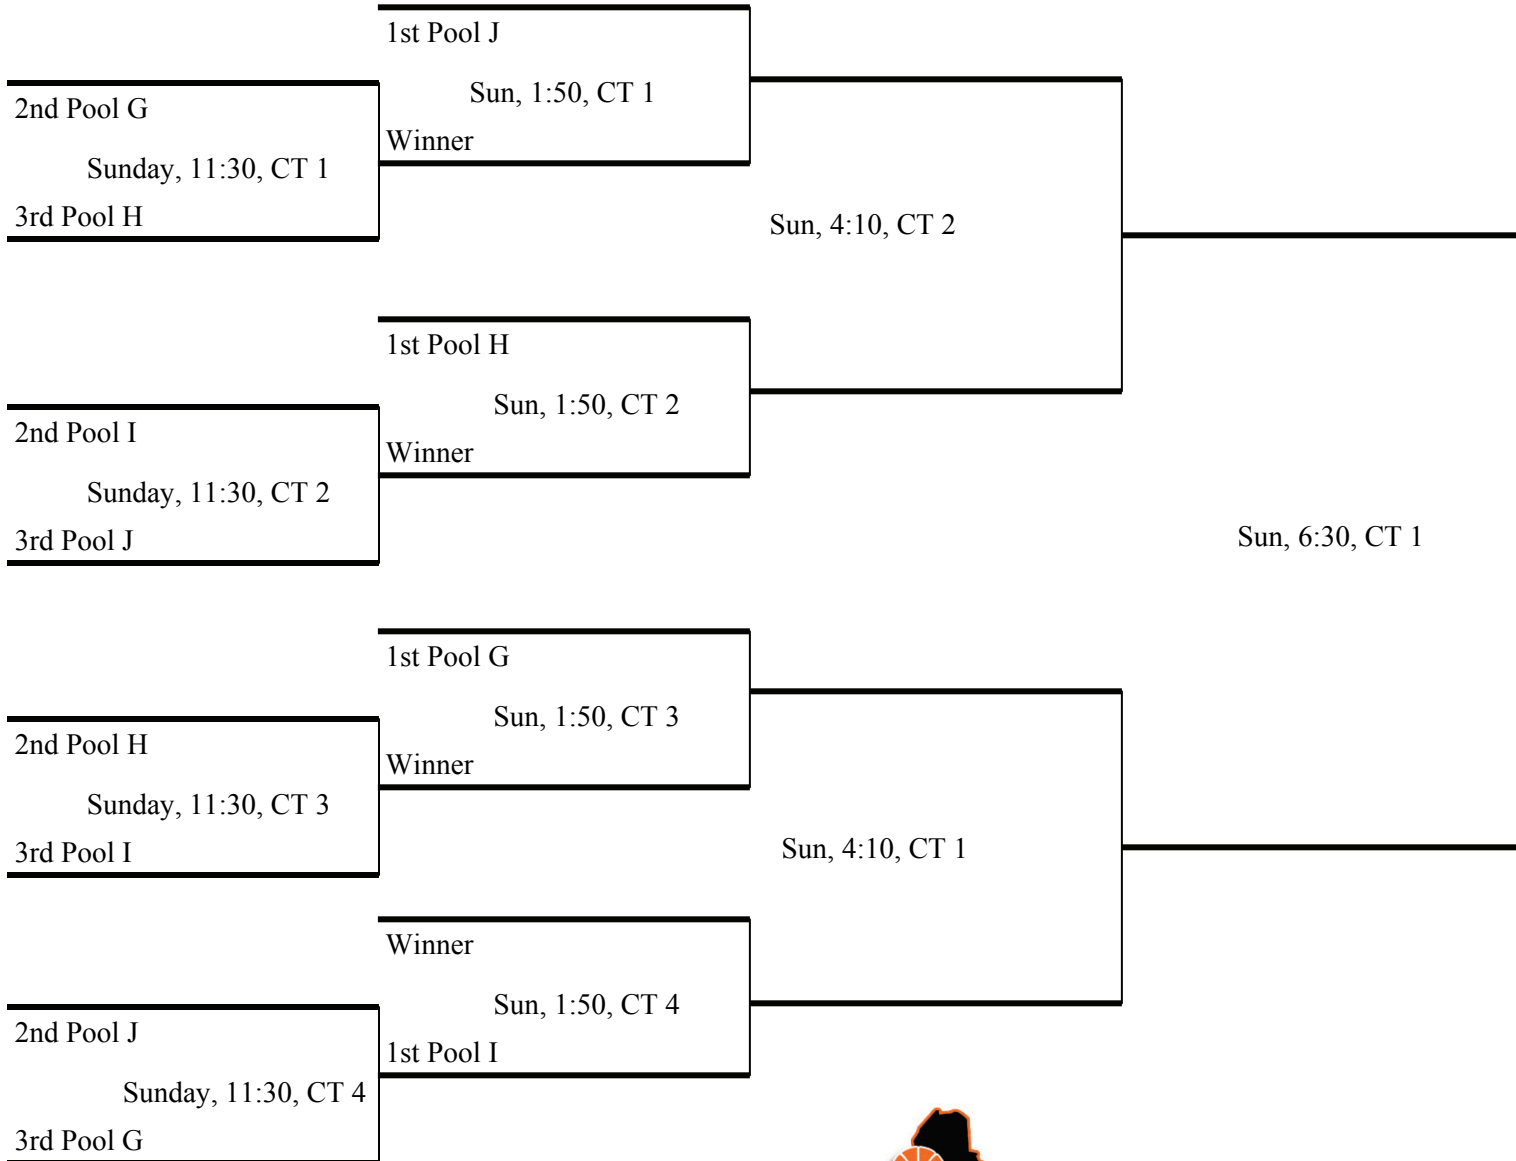 1st Pool J
Sun, 1:50, CT 1
2nd Pool G
Winner
Sunday, 11:30, CT 1
3rd Pool H
Sun, 4:10, CT 2
1st Pool H
Sun, 1:50, CT 2
2nd Pool I
Winner
Sunday, 11:30, CT 2
3rd Pool J
Sun, 6:30, CT 1
1st Pool G
Sun, 1:50, CT 3
2nd Pool H
Winner
Sunday, 11:30, CT 3
3rd Pool I
Sun, 4:10, CT 1
Winner
Sun, 1:50, CT 4
2nd Pool J
1st Pool I
Sunday, 11:30, CT 4
3rd Pool G